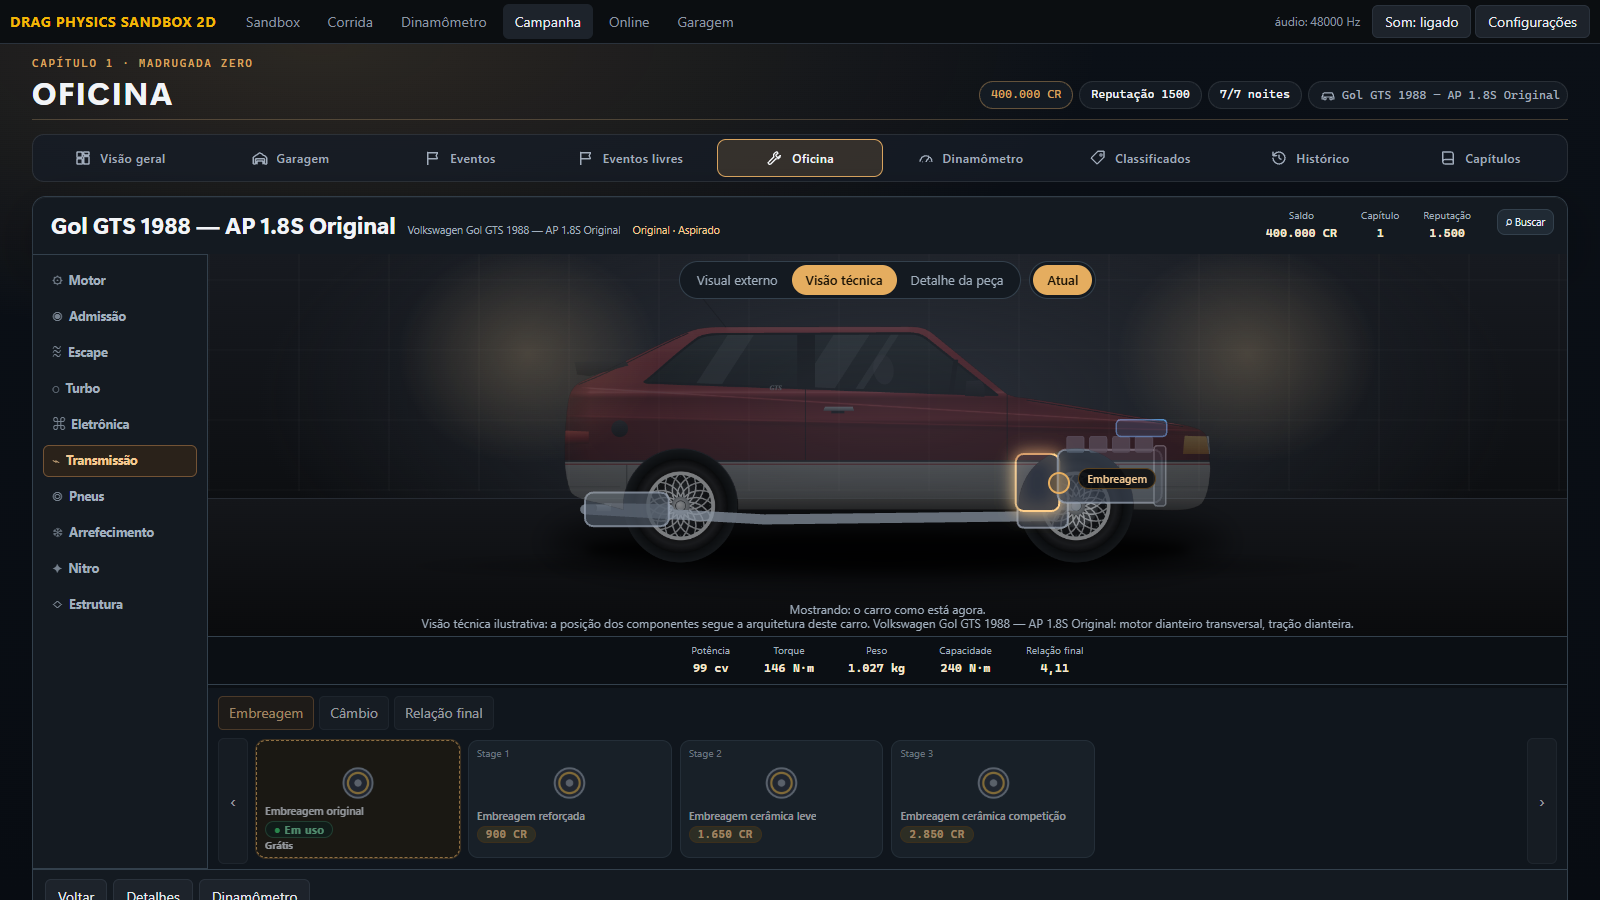 DRAG PHYSICS SANDBOX 2D
Sandbox
Corrida
Dinamômetro
Campanha
Online
Garagem
áudio: 48000 Hz
Som: ligado
Configurações
CAPÍTULO 1 · MADRUGADA ZERO
OFICINA
400.000 CR
Reputação 1500
7/7 noites
Gol GTS 1988 — AP 1.8S Original
Visão geral
Garagem
Eventos
Eventos livres
Oficina
Dinamômetro
Classificados
Histórico
Capítulos
Gol GTS 1988 — AP 1.8S Original
Volkswagen Gol GTS 1988 — AP 1.8S Original
Original · Aspirado
Saldo
400.000 CR
Capítulo
1
Reputação
1.500
Buscar
Motor
Admissão
Escape
Turbo
Eletrônica
Transmissão
Pneus
Arrefecimento
Nitro
Estrutura
Visual externo
Visão técnica
Detalhe da peça
Atual
GTS
Embreagem
Mostrando: o carro como está agora.
Visão técnica ilustrativa: a posição dos componentes segue a arquitetura deste carro. Volkswagen Gol GTS 1988 — AP 1.8S Original: motor dianteiro transversal, tração dianteira.
Potência
99 cv
Torque
146 N·m
Peso
1.027 kg
Capacidade
240 N·m
Relação final
4,11
Embreagem
Câmbio
Relação final
Embreagem original
Em uso
Grátis
Stage 1
Embreagem reforçada
900 CR
Stage 2
Embreagem cerâmica leve
1.650 CR
Stage 3
Embreagem cerâmica competição
2.850 CR
Voltar
Detalhes
Dinamômetro